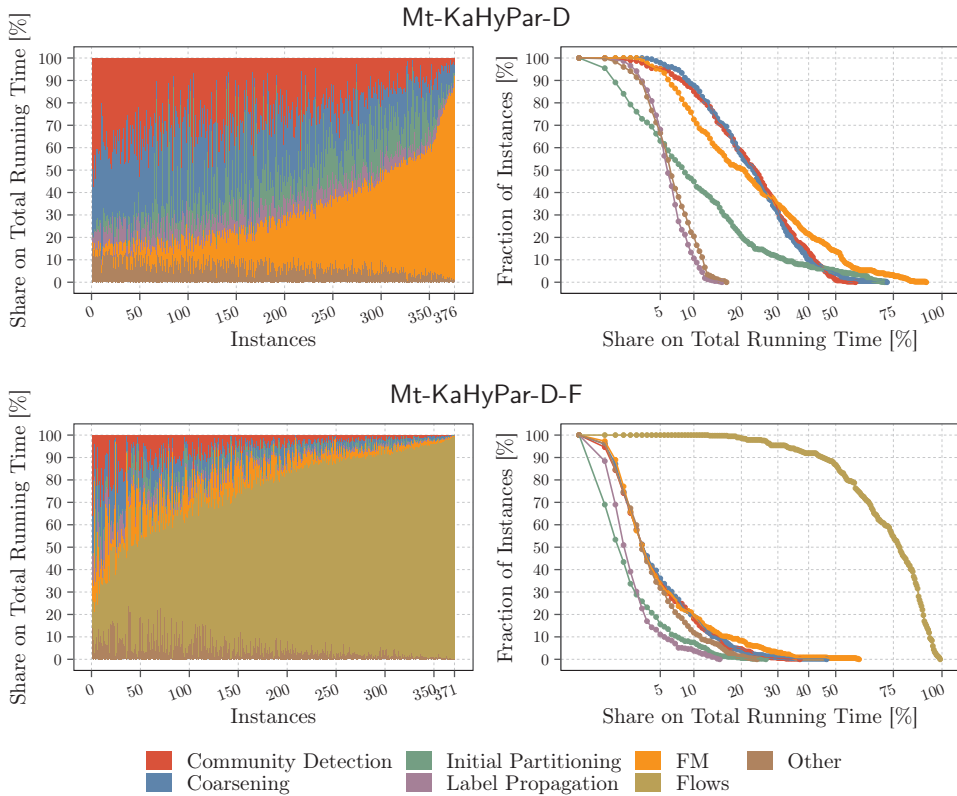 Mt-KaHyPar-D
Share on Total Running Time [%]
100
90
80
70
60
50
40
30
20
10
0
0 50 100 150 200 250 300 350 376
Instances
Fraction of Instances [%]
100
90
80
70
60
50
40
30
20
10
0
5 10 20 30 40 50 75 100
Share on Total Running Time [%]
Mt-KaHyPar-D-F
Share on Total Running Time [%]
100
90
80
70
60
50
40
30
20
10
0
0 50 100 150 200 250 300 350 371
Instances
Fraction of Instances [%]
100
90
80
70
60
50
40
30
20
10
0
5 10 20 30 40 50 75 100
Share on Total Running Time [%]
Community Detection Initial Partitioning FM Other
Coarsening Label Propagation Flows